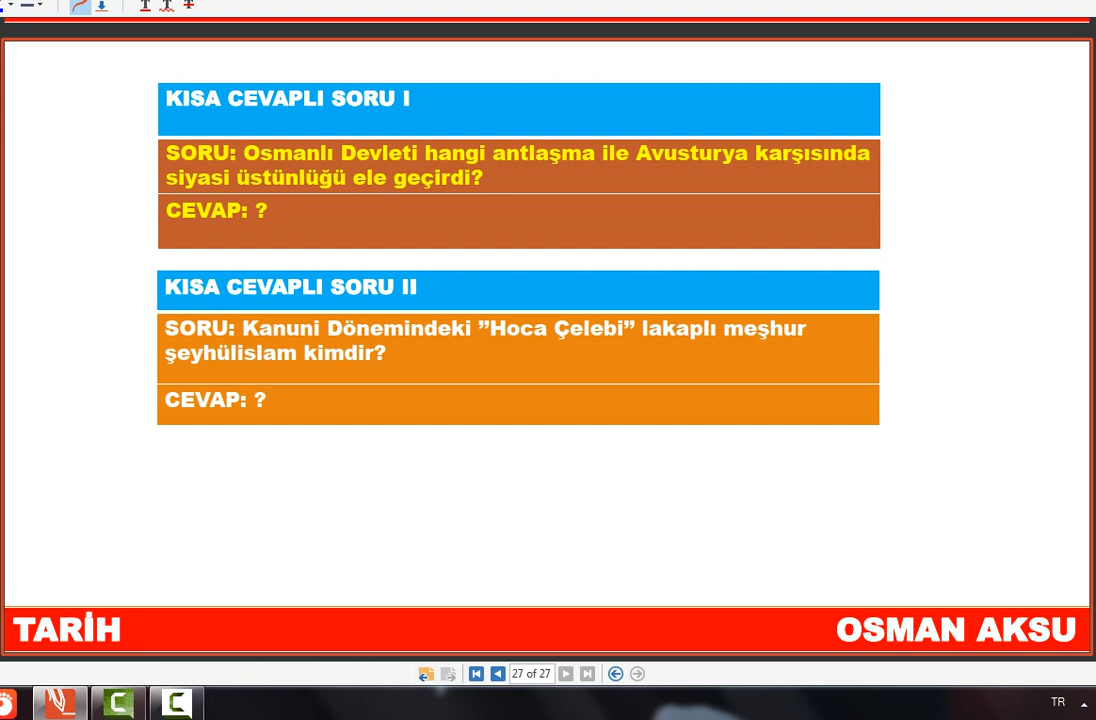 KISA CEVAPLI SORU I
SORU: Osmanlı Devleti hangi antlaşma ile Avusturya karşısında
siyasi üstünlüğü ele geçirdi?
CEVAP: ?
KISA CEVAPLI SORU II
SORU: Kanuni Dönemindeki ”Hoca Çelebi” lakaplı meşhur
şeyhülislam kimdir?
CEVAP: ?
TARİH
OSMAN AKSU
27 of 27
TR